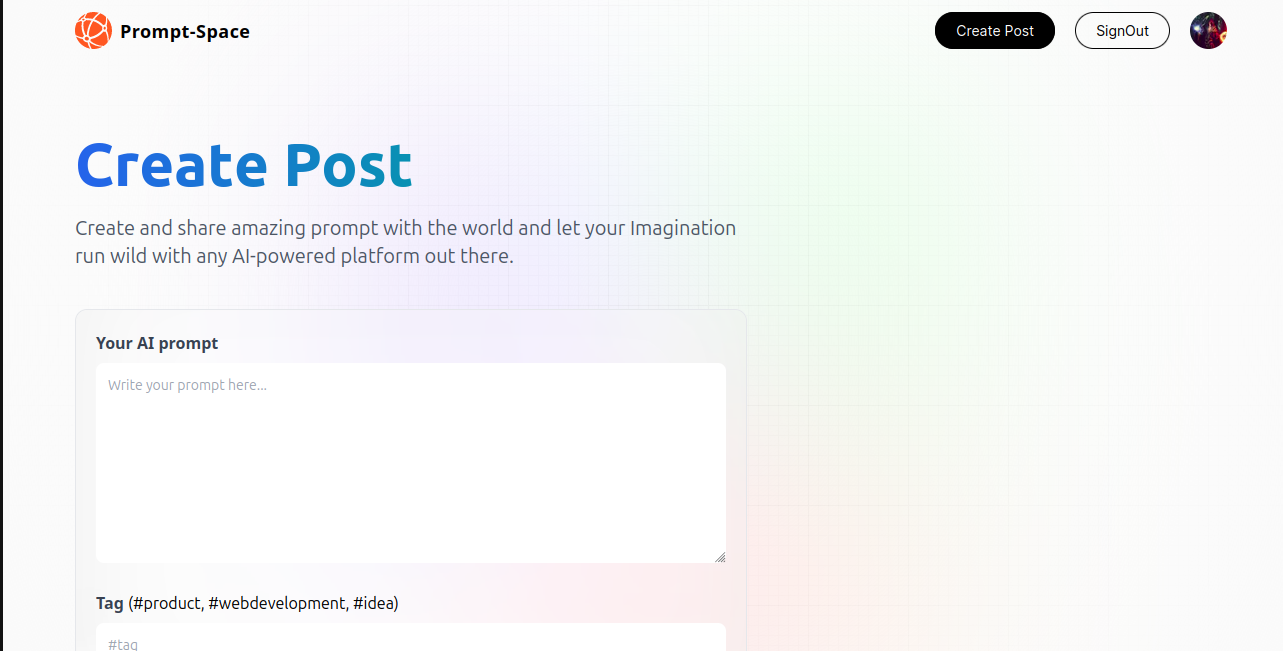 Prompt-Space
Create Post
SignOut
Create Post
Create and share amazing prompt with the world and let your Imagination
run wild with any AI-powered platform out there.
Your AI prompt
Write your prompt here...
Tag (#product, #webdevelopment, #idea)
#tag